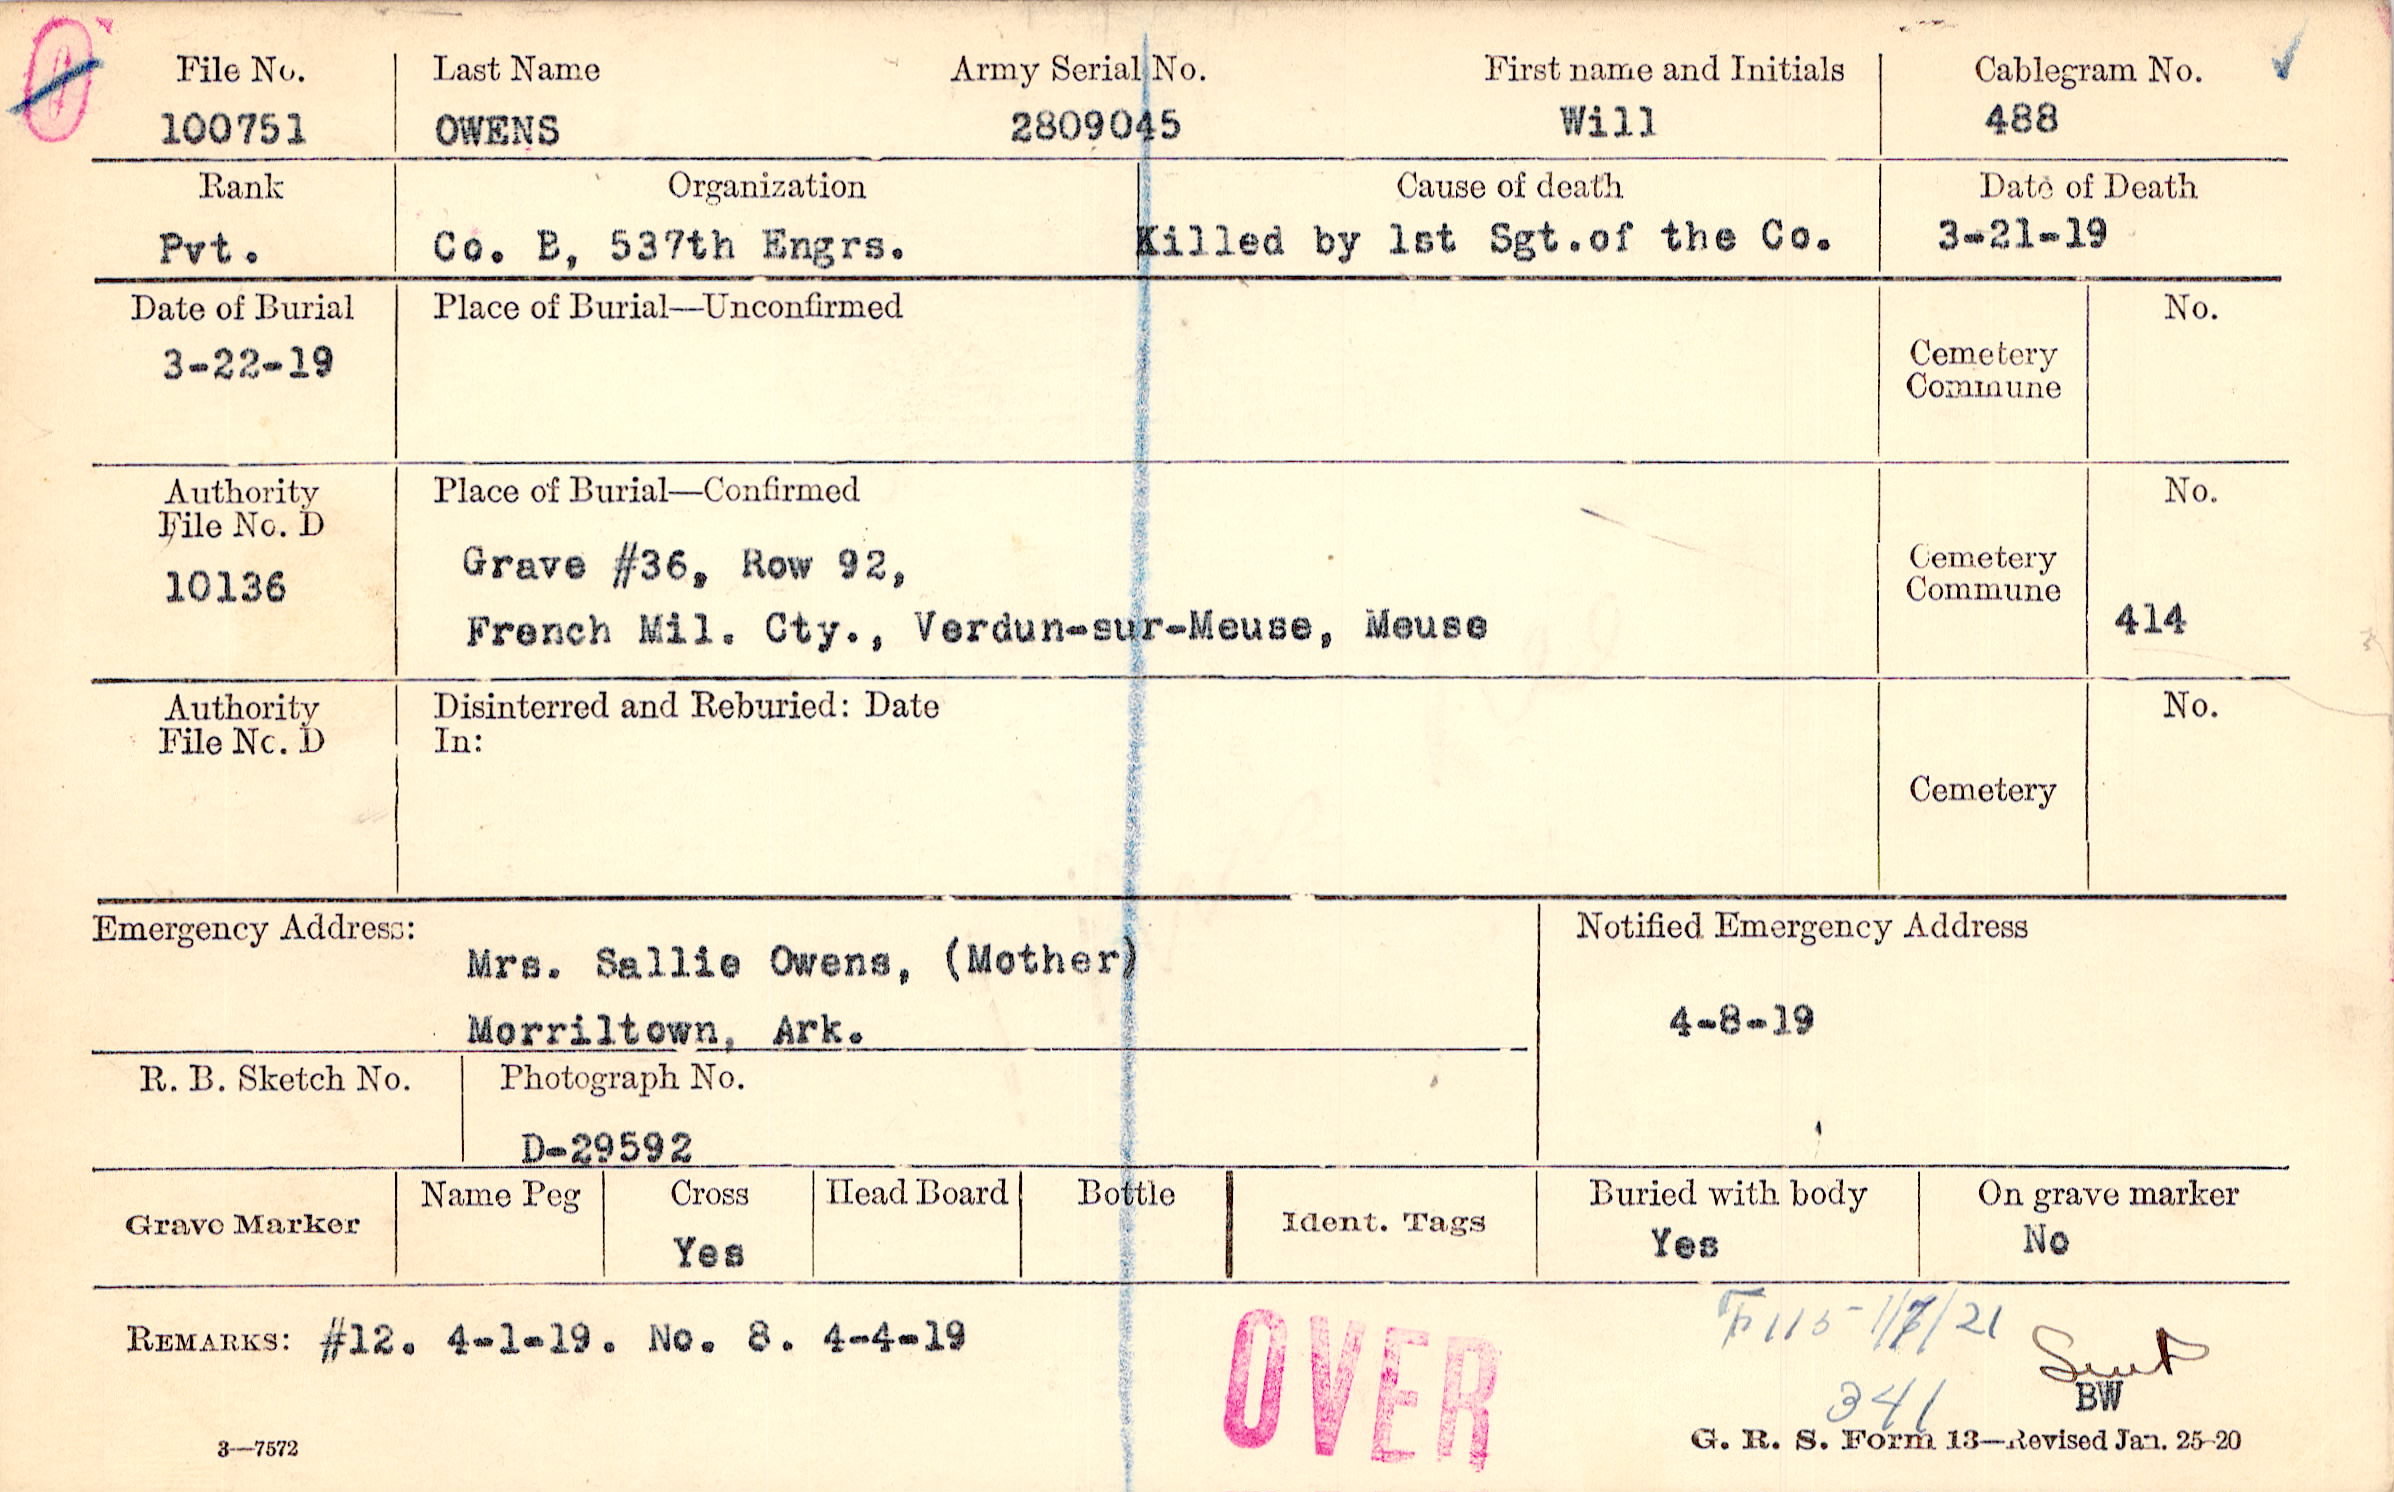 O
File No. Last Name Army Serial No. First name and Initials Cablegram No.
100751 OWENS 2809045 Will 488
Rank Organization Cause of death Date of Death
Pvt. Co. B, 537th Engrs. Killed by 1st Sgt.of the Co. 3-21-19
Date of Burial Place of Burial—Unconfirmed No.
3-22-19
Cemetery
Commune
Authority Place of Burial—Confirmed No.
File No. D
10136 Grave #36, Row 92,
Cemetery
Commune
French Mil. Cty., Verdun-sur-Meuse, Meuse 414
Authority Disinterred and Reburied: Date No.
File No. D In:
Cemetery
Emergency Address: Notified Emergency Address
Mrs. Sallie Owens, (Mother)
Morriltown, Ark. 4-8-19
R. B. Sketch No. Photograph No.
D-29592
Grave Marker Name Peg Cross Head Board Bottle Ident. Tags Buried with body On grave marker
Yes Yes No
REMARKS: #12. 4-1-19. No. 8. 4-4-19
OVER
F 115 1/7/21
Sent
341 BW
3—7572 G. R. S. Form 13—Revised Jan. 25-20